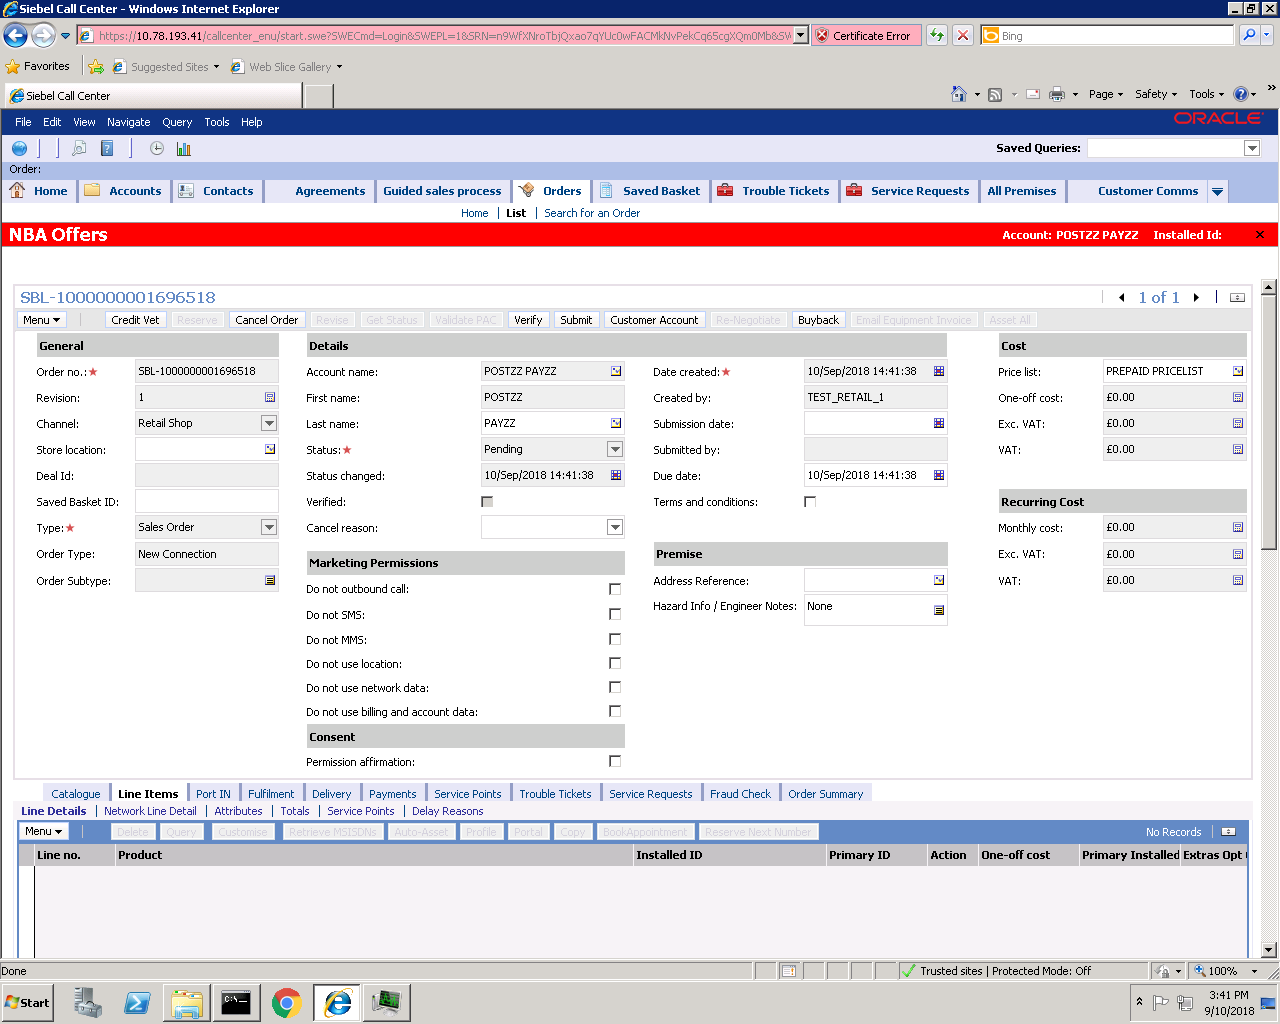 Siebel Call Center - Windows Internet Explorer
https://10.78.193.41/callcenter_enu/start.swe?SWECmd=Login&SWEPL=1&SRN=n9WfXNroTbjQxao7qYUc0wFACMkNvPekCq65cgXQm0Mb&SW
Certificate Error
Bing
Favorites
Suggested Sites
Web Slice Gallery
Siebel Call Center
Page
Safety
Tools
File Edit View Navigate Query Tools Help
ORACLE
Saved Queries:
Order:
Home Accounts Contacts Agreements Guided sales process Orders Saved Basket Trouble Tickets Service Requests All Premises Customer Comms
Home | List | Search for an Order
NBA Offers
Account: POSTZZ PAYZZ Installed Id:
SBL-1000000001696518
1 of 1
Menu Credit Vet Reserve Cancel Order Revise Get Status Validate PAC Verify Submit Customer Account Re-Negotiate Buyback Email Equipment Invoice Asset All
General
Order no.: SBL-1000000001696518
Revision: 1
Channel: Retail Shop
Store location:
Deal Id:
Saved Basket ID:
Type: Sales Order
Order Type: New Connection
Order Subtype:
Details
Account name: POSTZZ PAYZZ
First name: POSTZZ
Last name: PAYZZ
Status: Pending
Status changed: 10/Sep/2018 14:41:38
Verified:
Cancel reason:
Date created: 10/Sep/2018 14:41:38
Created by: TEST_RETAIL_1
Submission date:
Submitted by:
Due date: 10/Sep/2018 14:41:38
Terms and conditions:
Marketing Permissions
Do not outbound call:
Do not SMS:
Do not MMS:
Do not use location:
Do not use network data:
Do not use billing and account data:
Consent
Permission affirmation:
Premise
Address Reference:
Hazard Info / Engineer Notes: None
Cost
Price list: PREPAID PRICELIST
One-off cost: £0.00
Exc. VAT: £0.00
VAT: £0.00
Recurring Cost
Monthly cost: £0.00
Exc. VAT: £0.00
VAT: £0.00
Catalogue Line Items Port IN Fulfilment Delivery Payments Service Points Trouble Tickets Service Requests Fraud Check Order Summary
Line Details | Network Line Detail | Attributes | Totals | Service Points | Delay Reasons
Menu Delete Query Customise Retrieve MSISDNs Auto-Asset Profile Portal Copy BookAppointment Reserve Next Number
No Records
Line no. Product Installed ID Primary ID Action One-off cost Primary Installed Extras Opt
Done
Trusted sites | Protected Mode: Off
100%
Start
3:41 PM
9/10/2018